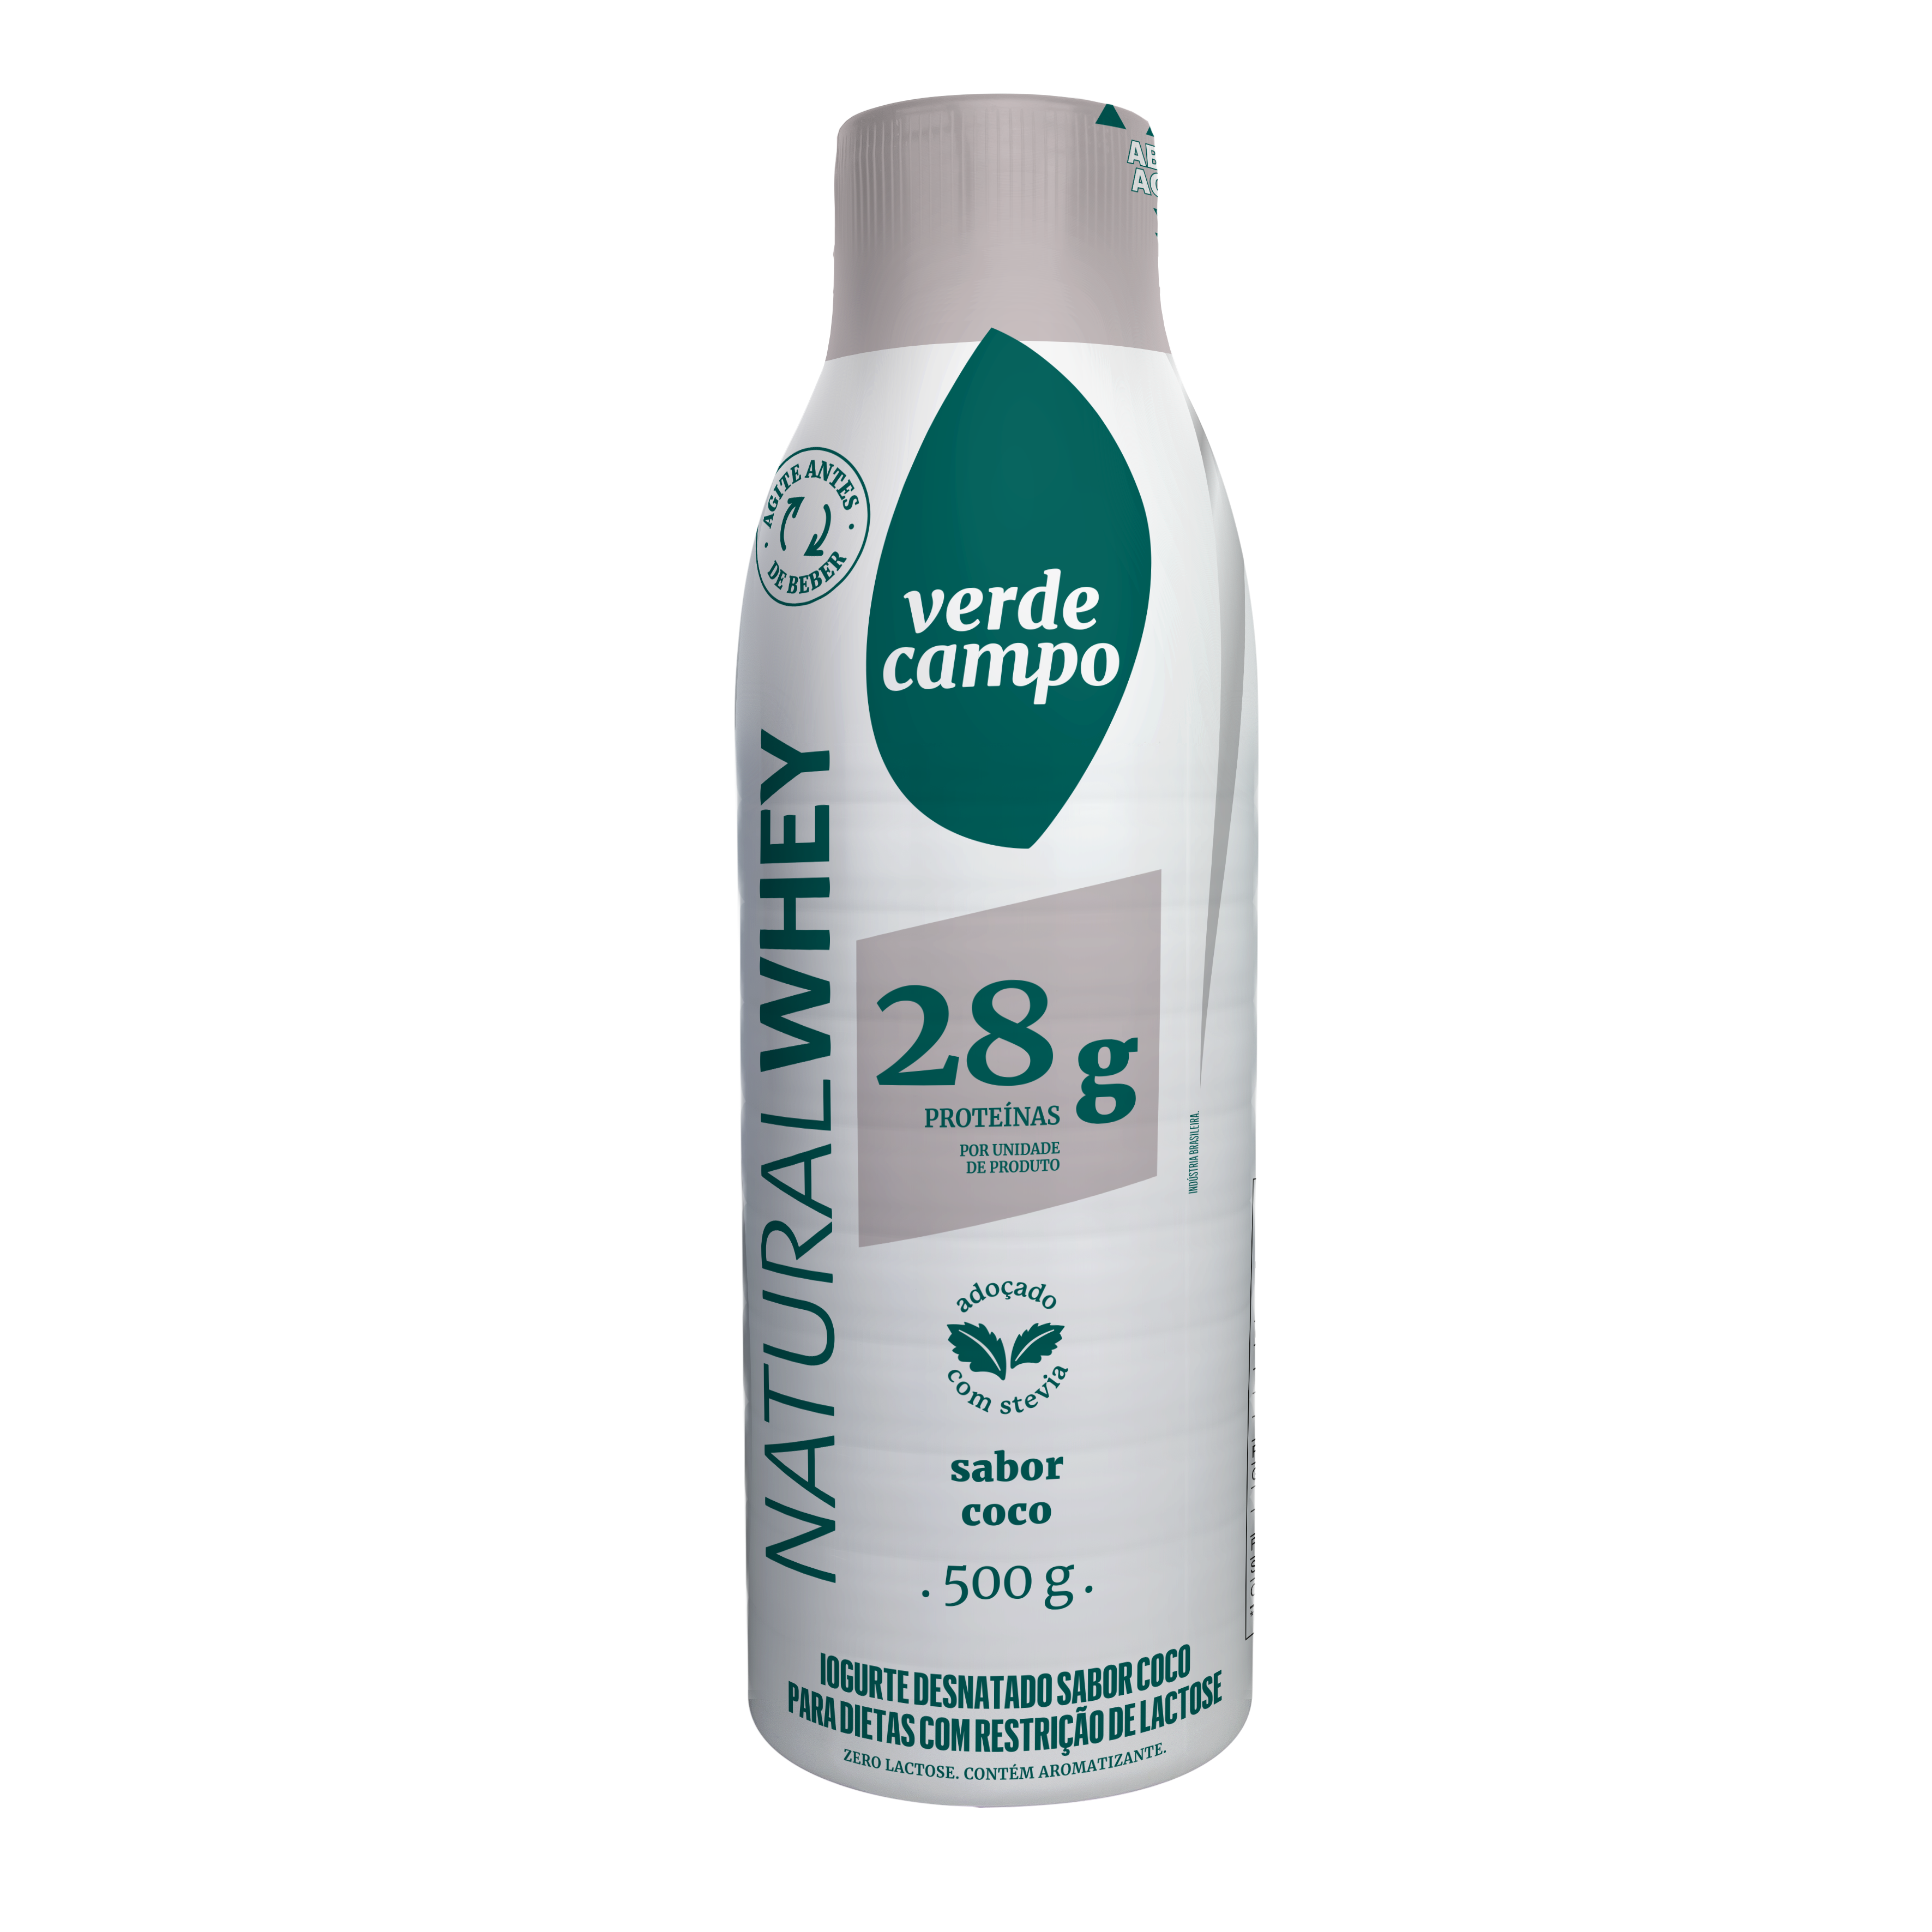 AGITE ANTES
DE BEBER
verde
campo
NATURALWHEY
28 g
PROTEÍNAS
POR UNIDADE
DE PRODUTO
INDÚSTRIA BRASILEIRA.
adoçado
com stevia
sabor
coco
. 500 g .
IOGURTE DESNATADO SABOR COCO
PARA DIETAS COM RESTRIÇÃO DE LACTOSE
ZERO LACTOSE. CONTÉM AROMATIZANTE.